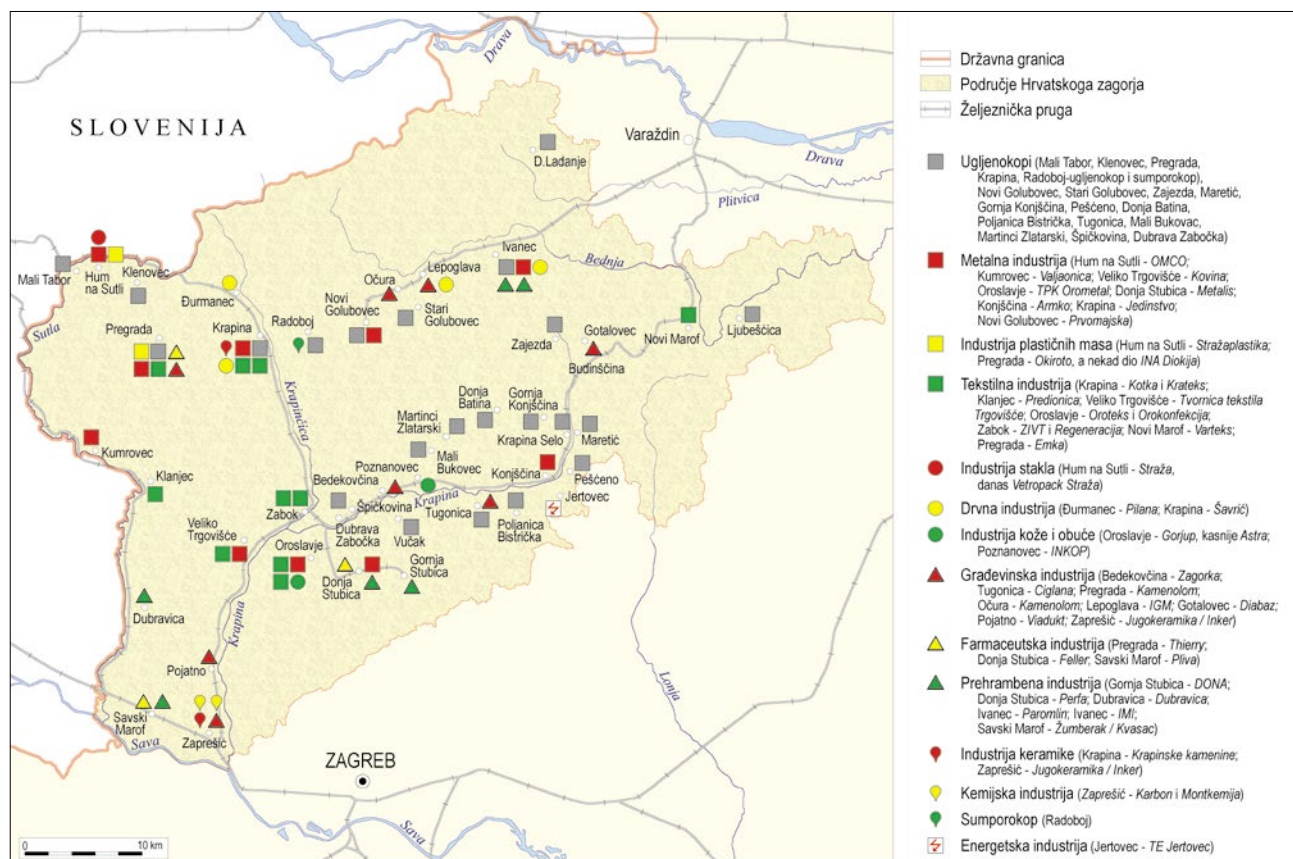 SLOVENIJA
Drava
Varaždin
D.Ladanje
Drava
Plitvica
Mali Tabor
Hum
na Sutli
Klenovec
Đurmanec
Očura
Lepoglava
Ivanec
Bednja
Novi
Golubovec
Stari
Golubovec
Sutla
Pregrada
Krapina
Radoboj
Zajezda
Gotalovec
Novi Marof
Ljubešćica
Budinščina
Krapinčica
Donja
Batina
Gornja
Konjščina
Martinci
Zlatarski
Krapina Selo
Maretić
Kumrovec
Mali
Bukovec
Klanjec
Poznanovec
Konjščina
Pešćeno
Bedekovčina
Krapina
Jertovec
Zabok
Špičkovina
Tugonica
Poljanica
Bistrička
Veliko
Trgovišće
Dubrava
Zabočka
Vučak
Oroslavje
Gornja
Stubica
Donja
Stubica
Dubravica
Krapina
Pojatno
Lonja
Savski
Marof
Zaprešić
Sava
ZAGREB
Sava
0 10 km
Državna granica
Područje Hrvatskoga zagorja
Željeznička pruga
Ugljenokopi (Mali Tabor, Klenovec, Pregrada,
Krapina, Radoboj-ugljenokop i sumporokop),
Novi Golubovec, Stari Golubovec, Zajezda, Maretić,
Gornja Konjščina, Pešćeno, Donja Batina,
Poljanica Bistrička, Tugonica, Mali Bukovac,
Martinci Zlatarski, Špičkovina, Dubrava Zabočka)
Metalna industrija (Hum na Sutli - OMCO;
Kumrovec - Valjaonica; Veliko Trgovišće - Kovina;
Oroslavje - TPK Orometal; Donja Stubica - Metalis;
Konjščina - Armko; Krapina - Jedinstvo;
Novi Golubovec - Prvomajska)
Industrija plastičnih masa (Hum na Sutli - Stražaplastika;
Pregrada - Okiroto, a nekad dio INA Diokija)
Tekstilna industrija (Krapina - Kotka i Krateks;
Klanjec - Predionica; Veliko Trgovišće - Tvornica tekstila
Trgovišće; Oroslavje - Oroteks i Orokonfekcija;
Zabok - ZIVT i Regeneracija; Novi Marof - Varteks;
Pregrada - Emka)
Industrija stakla (Hum na Sutli - Straža,
danas Vetropack Straža)
Drvna industrija (Đurmanec - Pilana; Krapina - Šavrić)
Industrija kože i obuće (Oroslavje - Gorjup, kasnije Astra;
Poznanovec - INKOP)
Građevinska industrija (Bedekovčina - Zagorka;
Tugonica - Ciglana; Pregrada - Kamenolom;
Očura - Kamenolom; Lepoglava - IGM; Gotalovec - Diabaz;
Pojatno - Viadukt; Zaprešić - Jugokeramika / Inker)
Farmaceutska industrija (Pregrada - Thierry;
Donja Stubica - Feller; Savski Marof - Pliva)
Prehrambena industrija (Gornja Stubica - DONA;
Donja Stubica - Perfa; Dubravica - Dubravica;
Ivanec - Paromlin; Ivanec - IMI;
Savski Marof - Žumberak / Kvasac)
Industrija keramike (Krapina - Krapinske kamenine;
Zaprešić - Jugokeramika / Inker)
Kemijska industrija (Zaprešić - Karbon i Montkemija)
Sumporokop (Radoboj)
Energetska industrija (Jertovec - TE Jertovec)